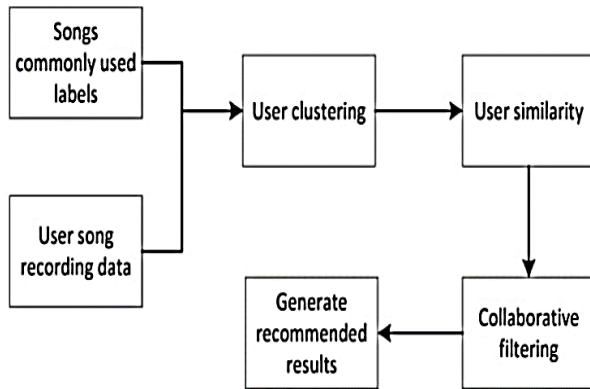 Songs
commonly used
labels
User clustering
User similarity
User song
recording data
Generate
recommended
results
Collaborative
filtering